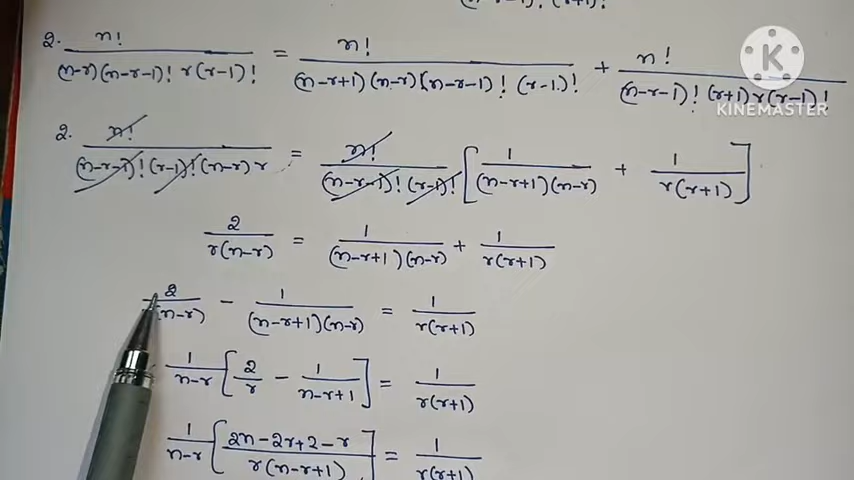 (n-r-1)! (r+1)!
2. n!/((n-r)(n-r-1)! r(r-1)!) = n!/((n-r+1)(n-r)(n-r-1)! (r-1)!) + n!/((n-r-1)! (r+1)r(r-1)!)
KINEMASTER
2. n!/((n-r-1)!(r-1)!(n-r)r) = n!/((n-r-1)!(r-1)!) [1/((n-r+1)(n-r)) + 1/(r(r+1))]
2/(r(n-r)) = 1/((n-r+1)(n-r)) + 1/(r(r+1))
2/((n-r)) - 1/((n-r+1)(n-r)) = 1/(r(r+1))
1/(n-r) [2/r - 1/(n-r+1)] = 1/(r(r+1))
1/(n-r) [(2n-2r+2-r)/(r(n-r+1))] = 1/(r(r+1))